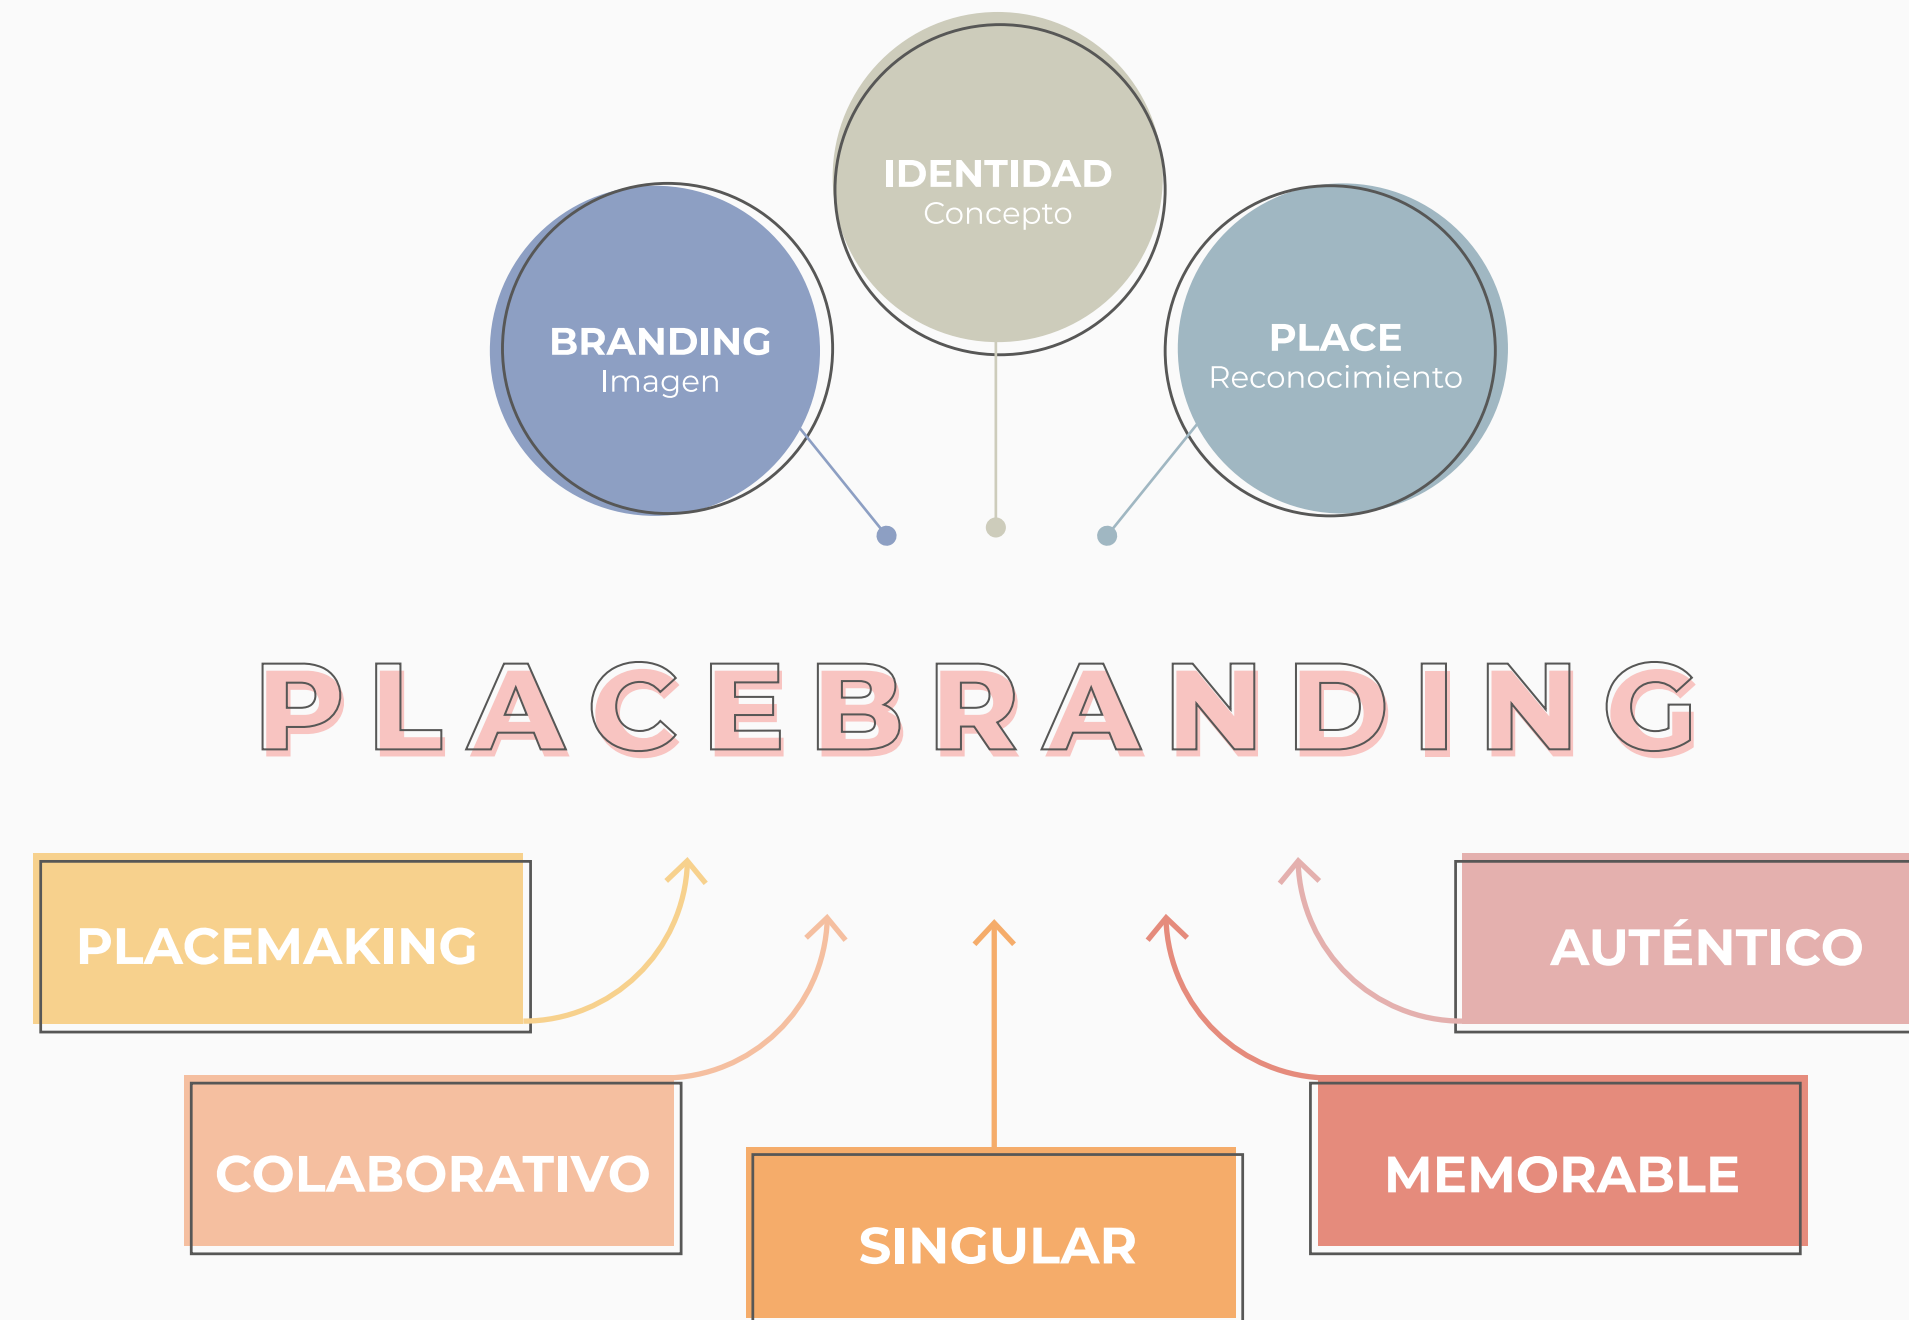 IDENTIDAD
Concepto
BRANDING
Imagen
PLACE
Reconocimiento
PLACEBRANDING
PLACEMAKING
AUTÉNTICO
COLABORATIVO
MEMORABLE
SINGULAR